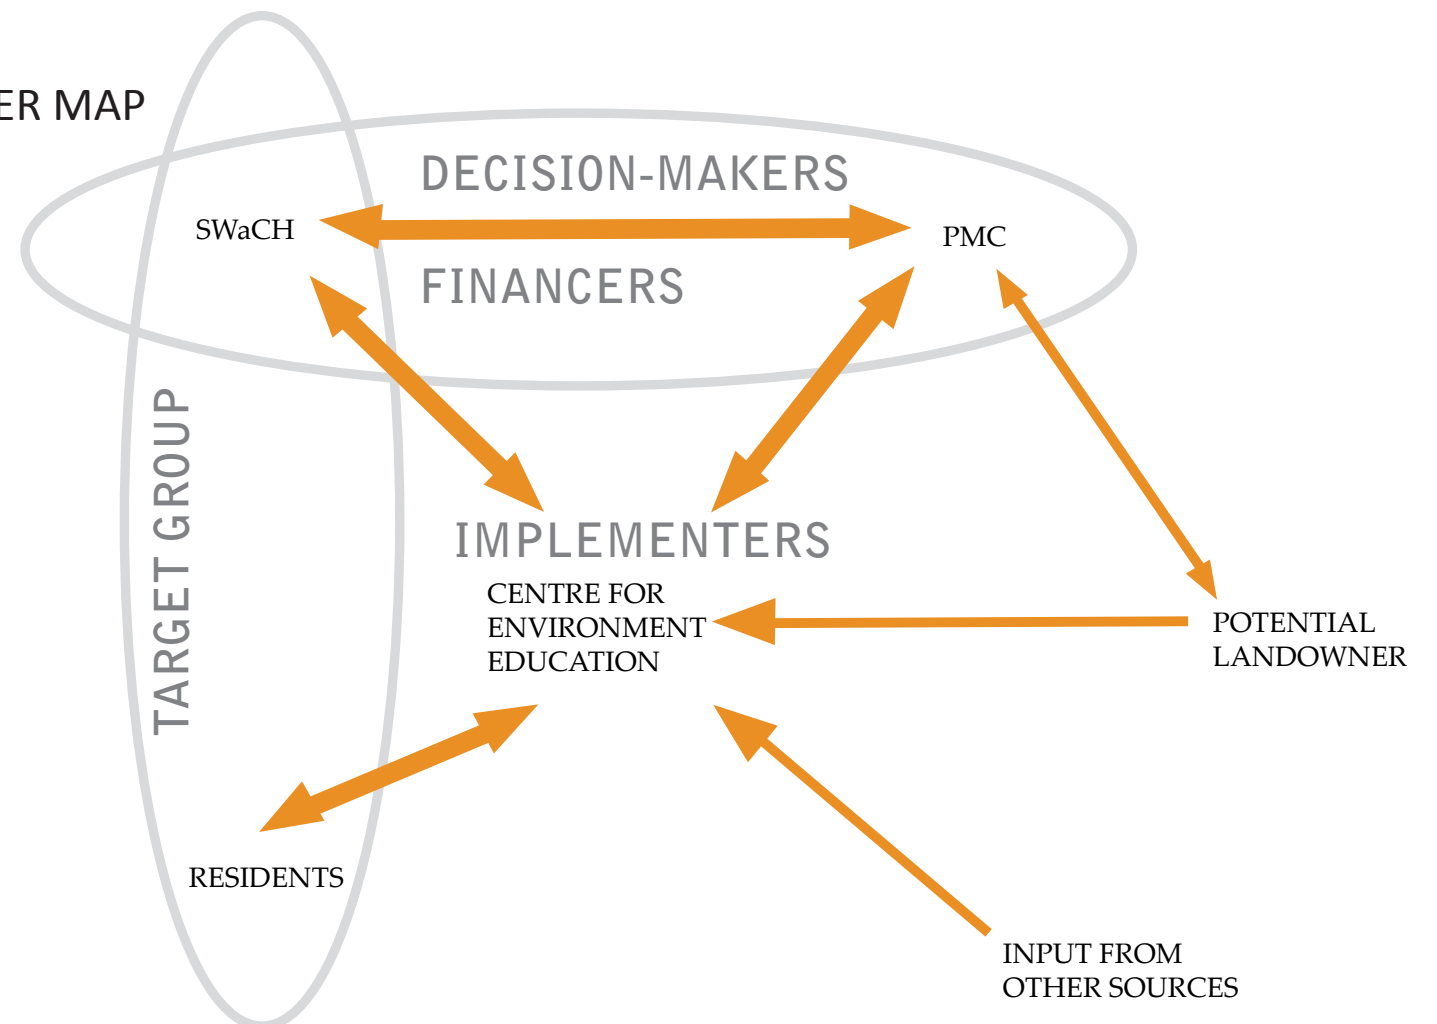 ER MAP
DECISION-MAKERS
SWaCH
PMC
FINANCERS
TARGET GROUP
IMPLEMENTERS
CENTRE FOR
ENVIRONMENT
EDUCATION
POTENTIAL
LANDOWNER
RESIDENTS
INPUT FROM
OTHER SOURCES